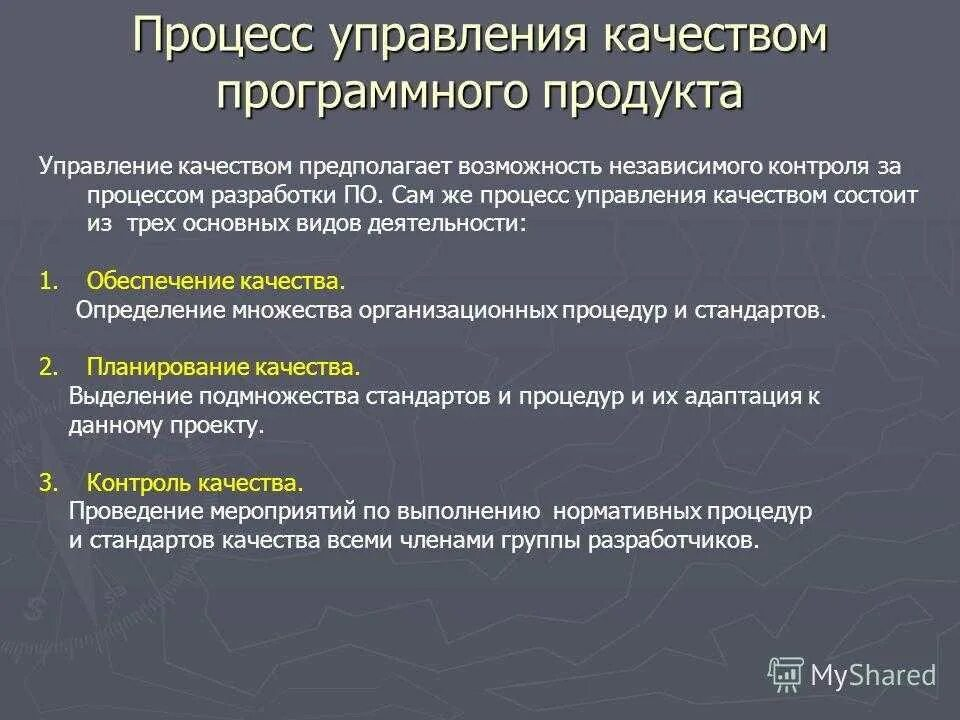 Процесс управления качеством
программного продукта
Управление качеством предполагает возможность независимого контроля за
процессом разработки ПО. Сам же процесс управления качеством состоит
из трех основных видов деятельности:
1. Обеспечение качества.
Определение множества организационных процедур и стандартов.
2. Планирование качества.
Выделение подмножества стандартов и процедур и их адаптация к
данному проекту.
3. Контроль качества.
Проведение мероприятий по выполнению нормативных процедур
и стандартов качества всеми членами группы разработчиков.
MyShared